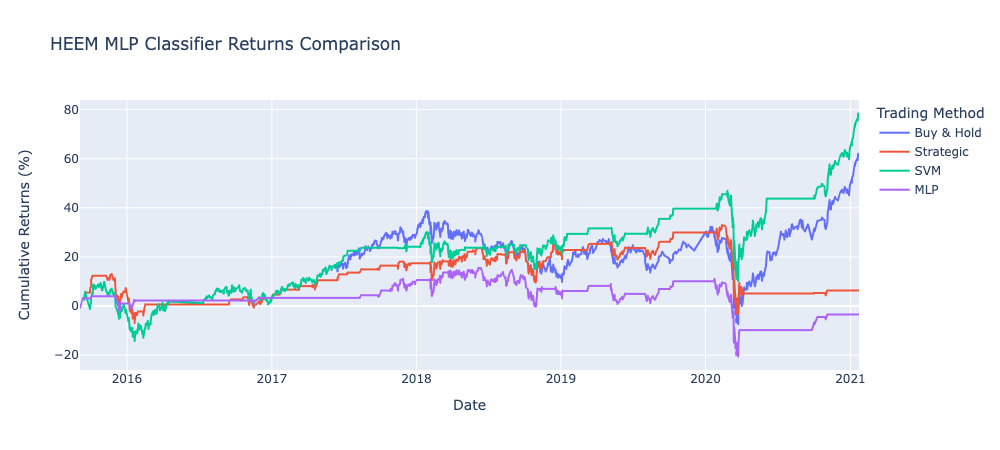 HEEM MLP Classifier Returns Comparison
Trading Method
Buy & Hold
Strategic
SVM
MLP
Cumulative Returns (%)
80
60
40
20
0
−20
2016 2017 2018 2019 2020 2021
Date